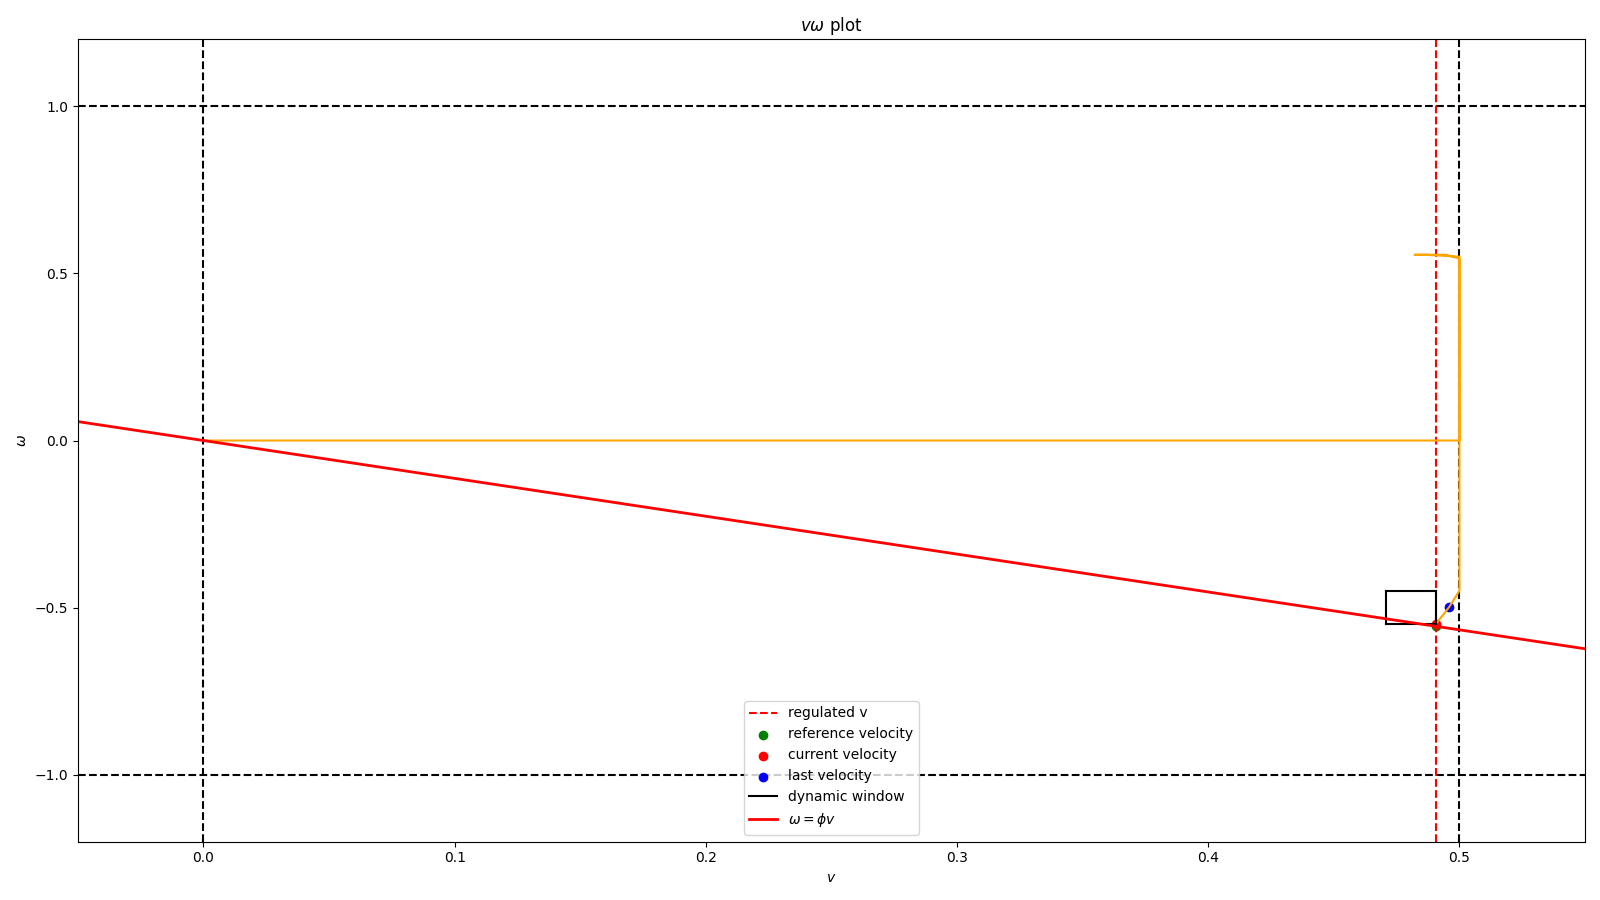 vω plot
1.0
0.5
0.0
−0.5
−1.0
ω
0.0 0.1 0.2 0.3 0.4 0.5
v
regulated v
reference velocity
current velocity
last velocity
dynamic window
ω = ϕv